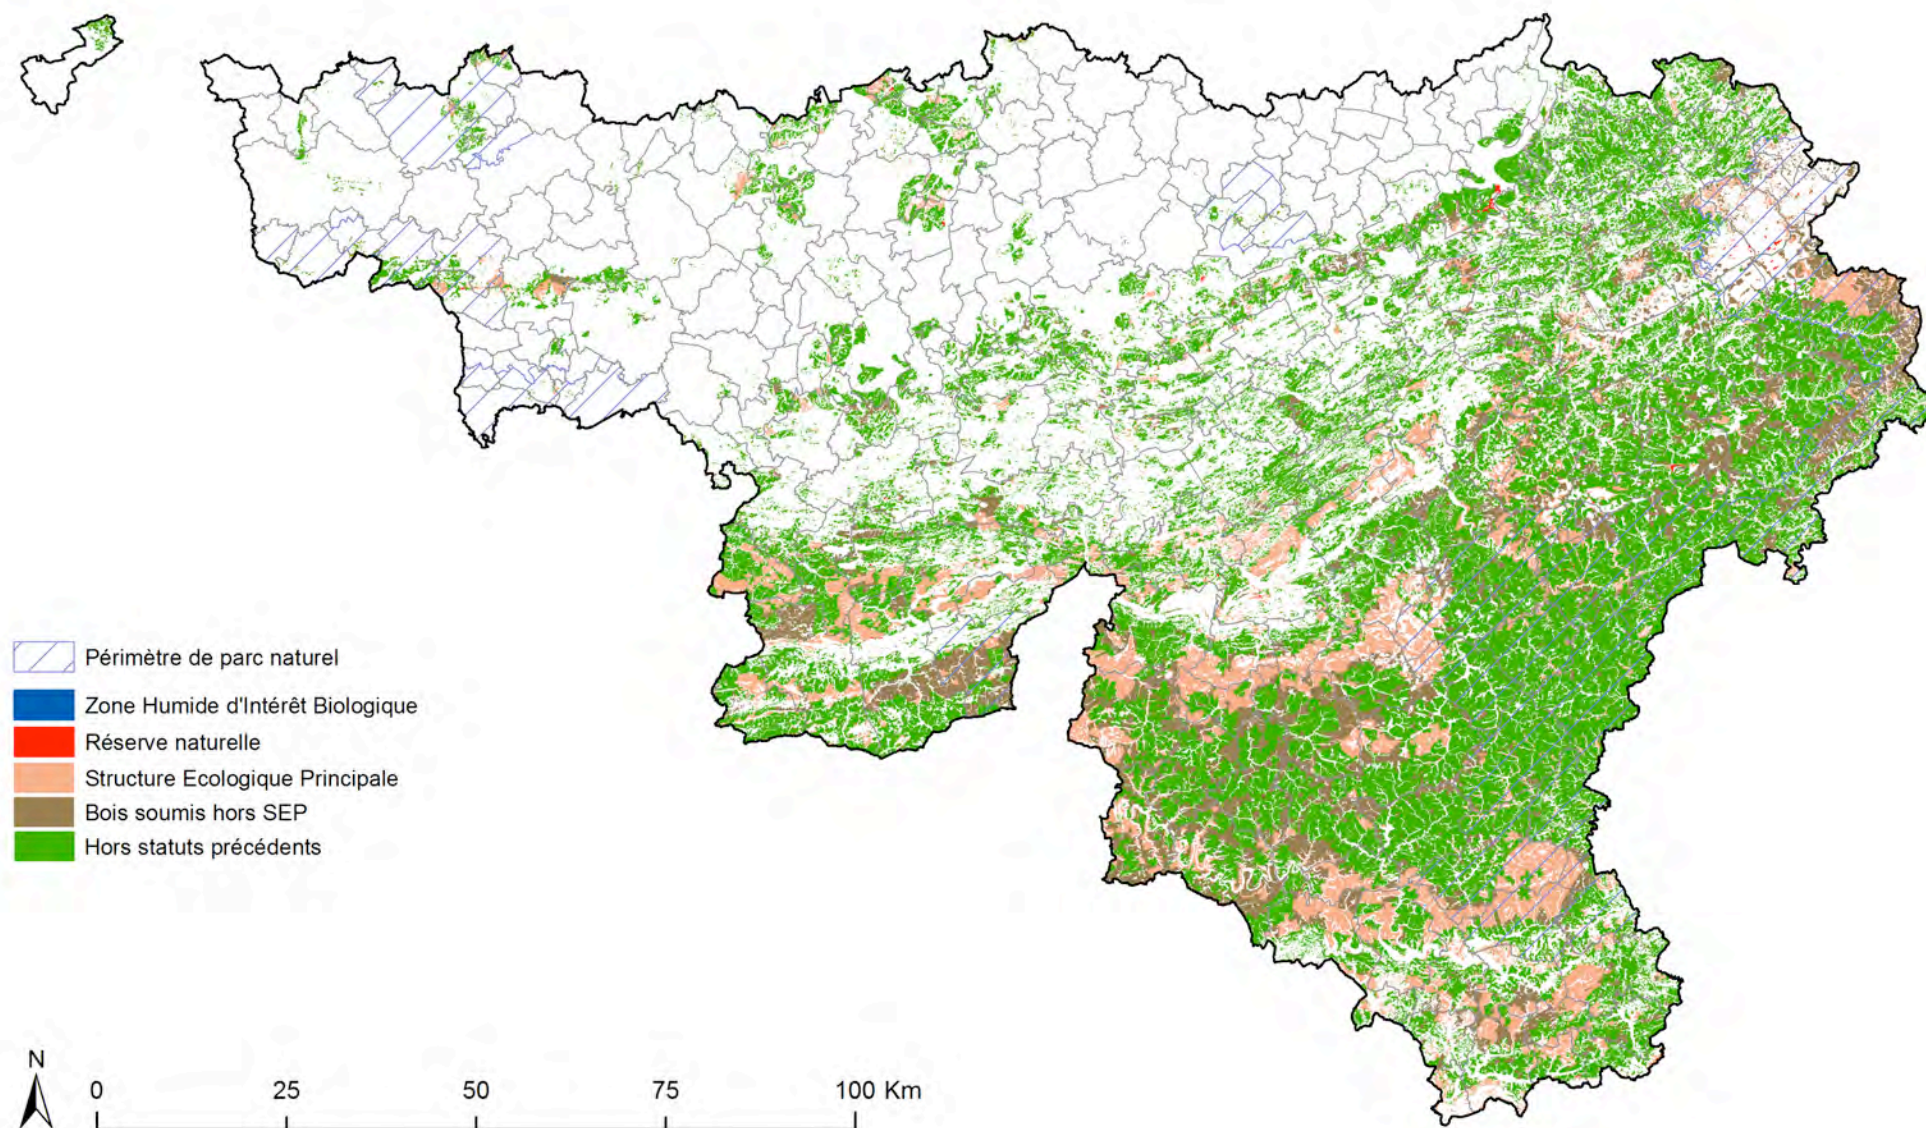 Périmètre de parc naturel
Zone Humide d'Intérêt Biologique
Réserve naturelle
Structure Ecologique Principale
Bois soumis hors SEP
Hors statuts précédents
N
0 25 50 75 100 Km